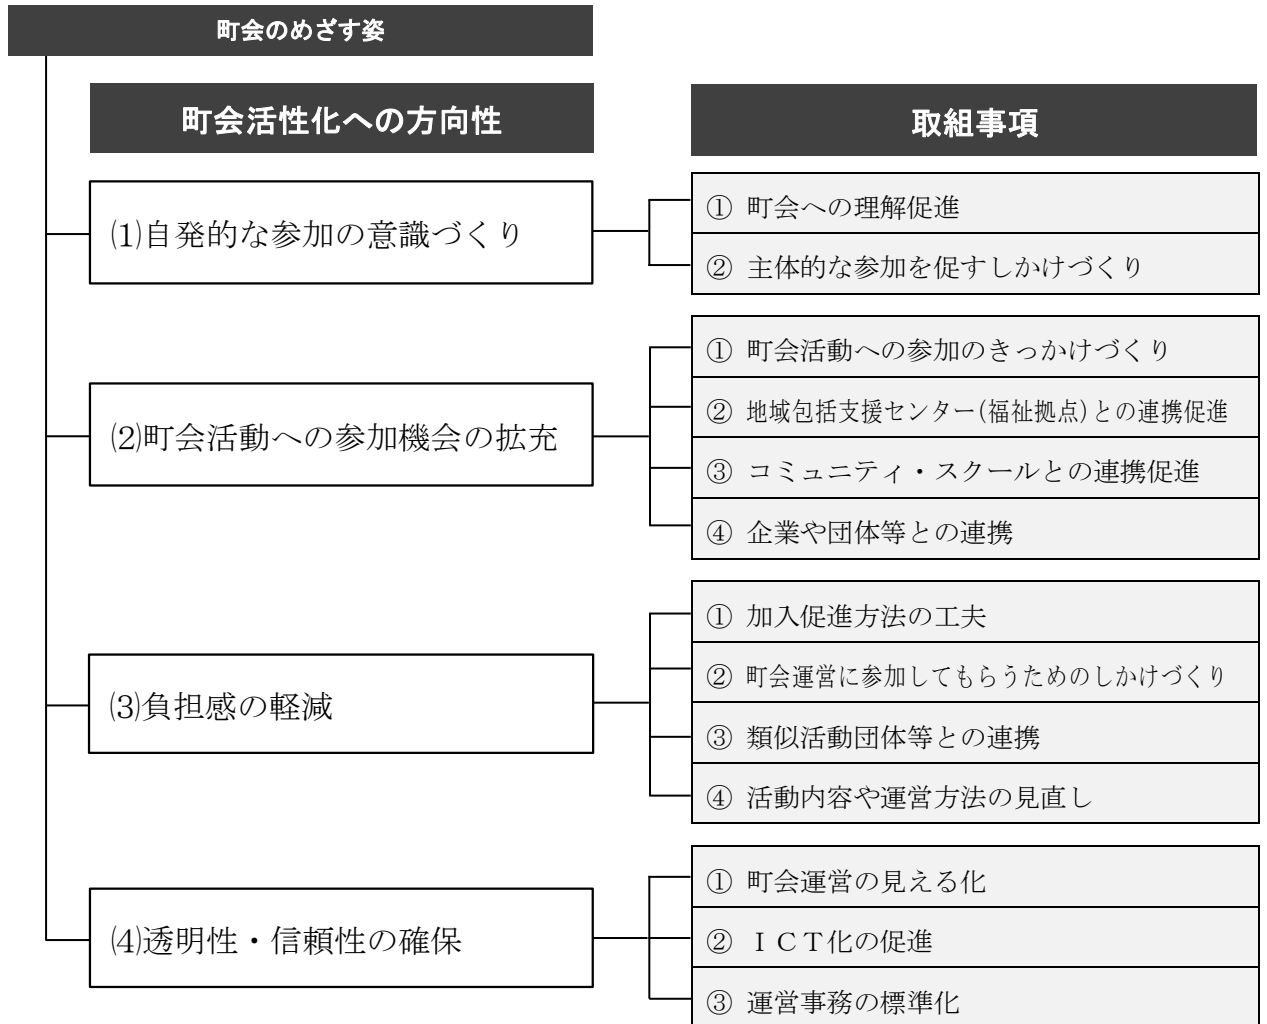 町会のめざす姿
町会活性化への方向性
取組事項
⑴自発的な参加の意識づくり
① 町会への理解促進
② 主体的な参加を促すしかけづくり
⑵町会活動への参加機会の拡充
① 町会活動への参加のきっかけづくり
② 地域包括支援センター(福祉拠点)との連携促進
③ コミュニティ・スクールとの連携促進
④ 企業や団体等との連携
⑶負担感の軽減
① 加入促進方法の工夫
② 町会運営に参加してもらうためのしかけづくり
③ 類似活動団体等との連携
④ 活動内容や運営方法の見直し
⑷透明性・信頼性の確保
① 町会運営の見える化
② ＩＣＴ化の促進
③ 運営事務の標準化